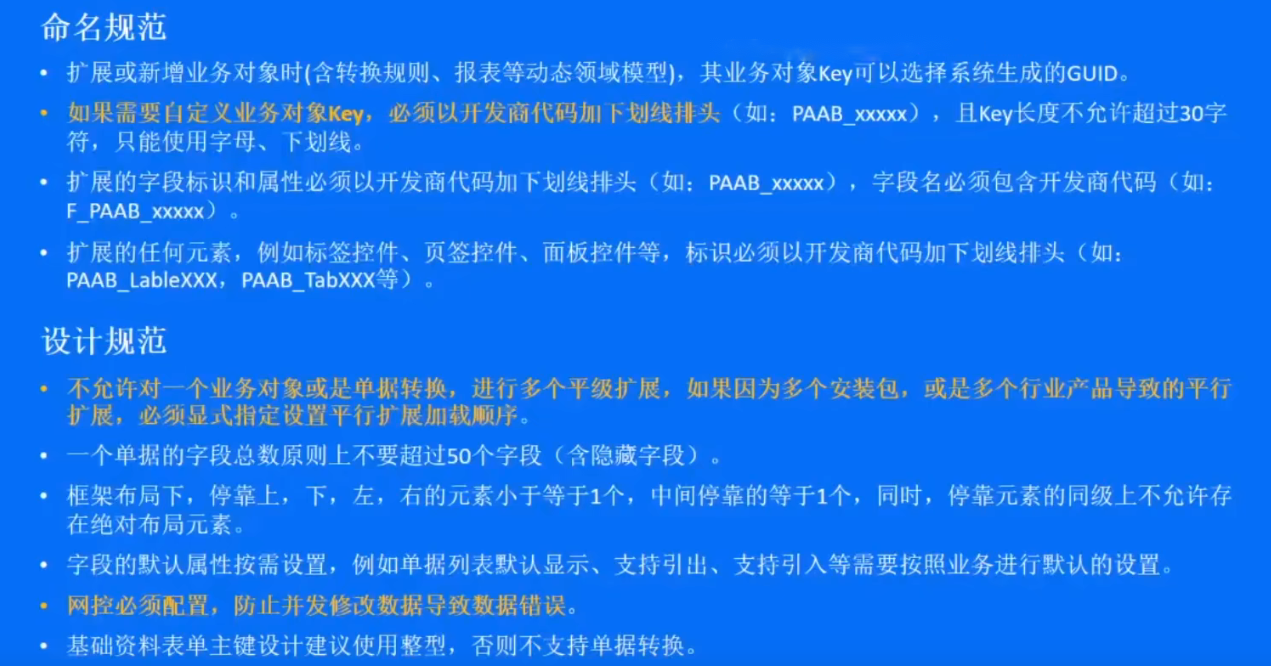 命名规范
• 扩展或新增业务对象时(含转换规则、报表等动态领域模型)，其业务对象Key可以选择系统生成的GUID。
• 如果需要自定义业务对象Key，必须以开发商代码加下划线排头（如：PAAB_xxxxx），且Key长度不允许超过30字
符，只能使用字母、下划线。
• 扩展的字段标识和属性必须以开发商代码加下划线排头（如：PAAB_xxxxx），字段名必须包含开发商代码（如：
F_PAAB_xxxxx）。
• 扩展的任何元素，例如标签控件、页签控件、面板控件等，标识必须以开发商代码加下划线排头（如：
PAAB_LableXXX，PAAB_TabXXX等）。
设计规范
• 不允许对一个业务对象或是单据转换，进行多个平级扩展，如果因为多个安装包，或是多个行业产品导致的平行
扩展，必须显式指定设置平行扩展加载顺序。
• 一个单据的字段总数原则上不要超过50个字段（含隐藏字段）。
• 框架布局下，停靠上，下，左，右的元素小于等于1个，中间停靠的等于1个，同时，停靠元素的同级上不允许存
在绝对布局元素。
• 字段的默认属性按需设置，例如单据列表默认显示、支持引出、支持引入等需要按照业务进行默认的设置。
• 网控必须配置，防止并发修改数据导致数据错误。
• 基础资料表单主键设计建议使用整型，否则不支持单据转换。